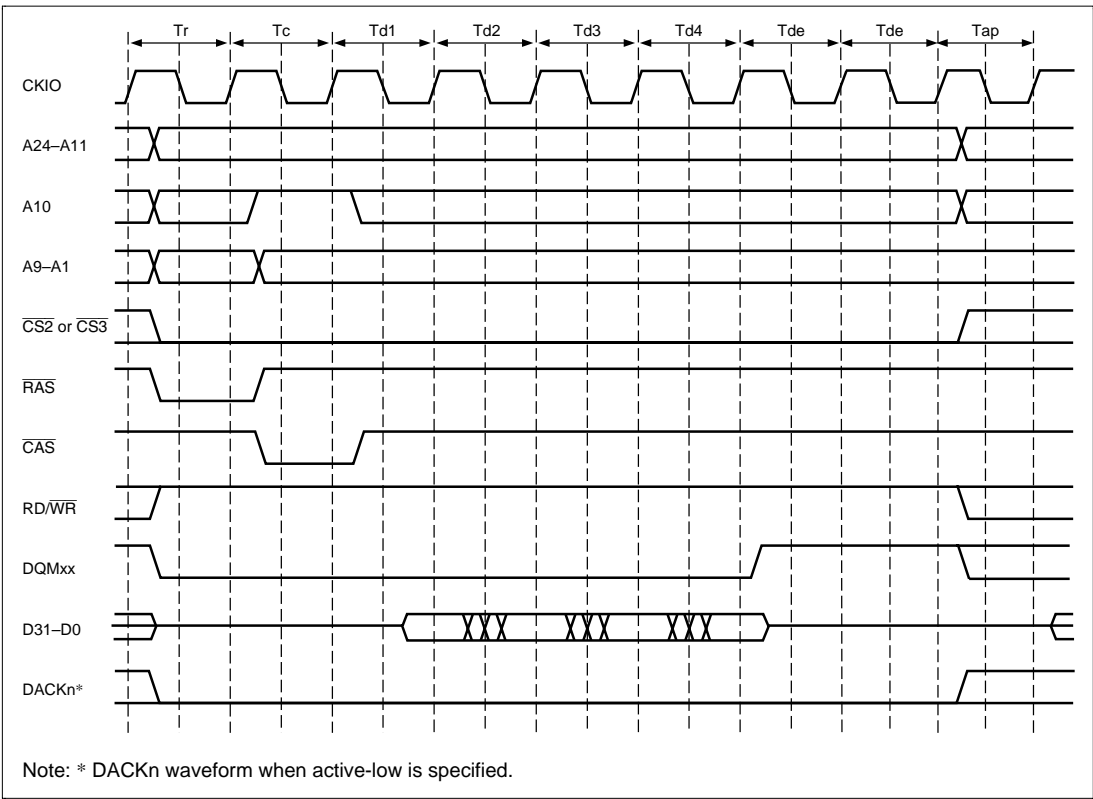 Tr Tc Td1 Td2 Td3 Td4 Tde Tde Tap
CKIO
A24–A11
A10
A9–A1
CS2 or CS3
RAS
CAS
RD/WR
DQMxx
D31–D0
DACKn*
Note: * DACKn waveform when active-low is specified.